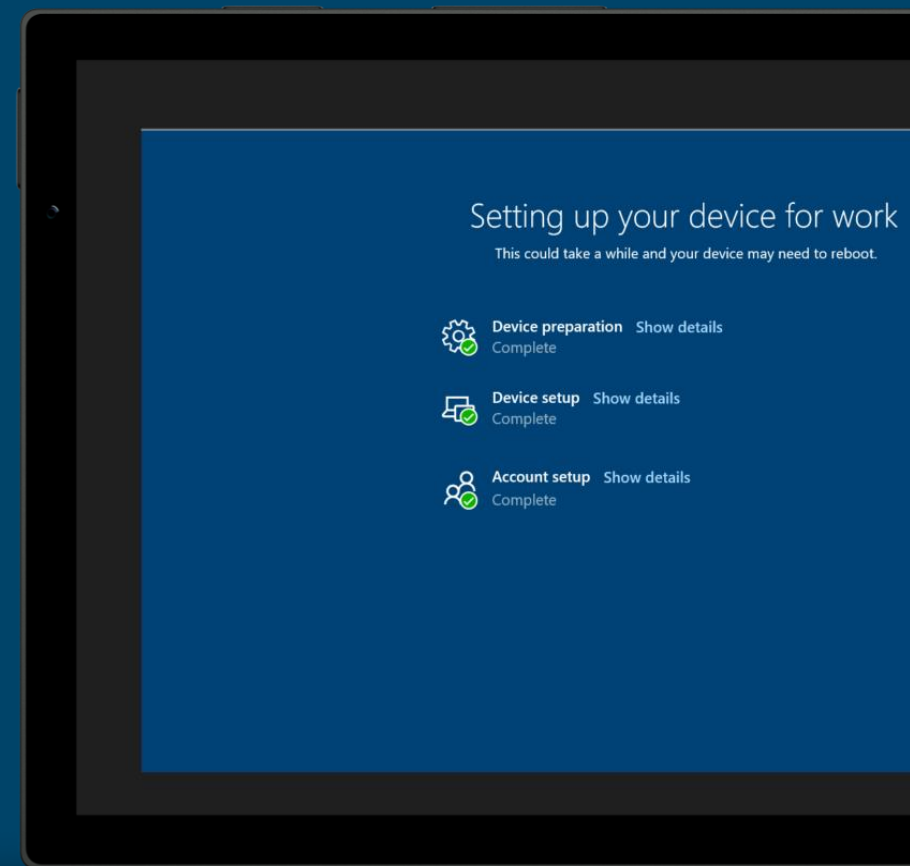 Setting up your device for work
This could take a while and your device may need to reboot.
Device preparation Show details
Complete
Device setup Show details
Complete
Account setup Show details
Complete